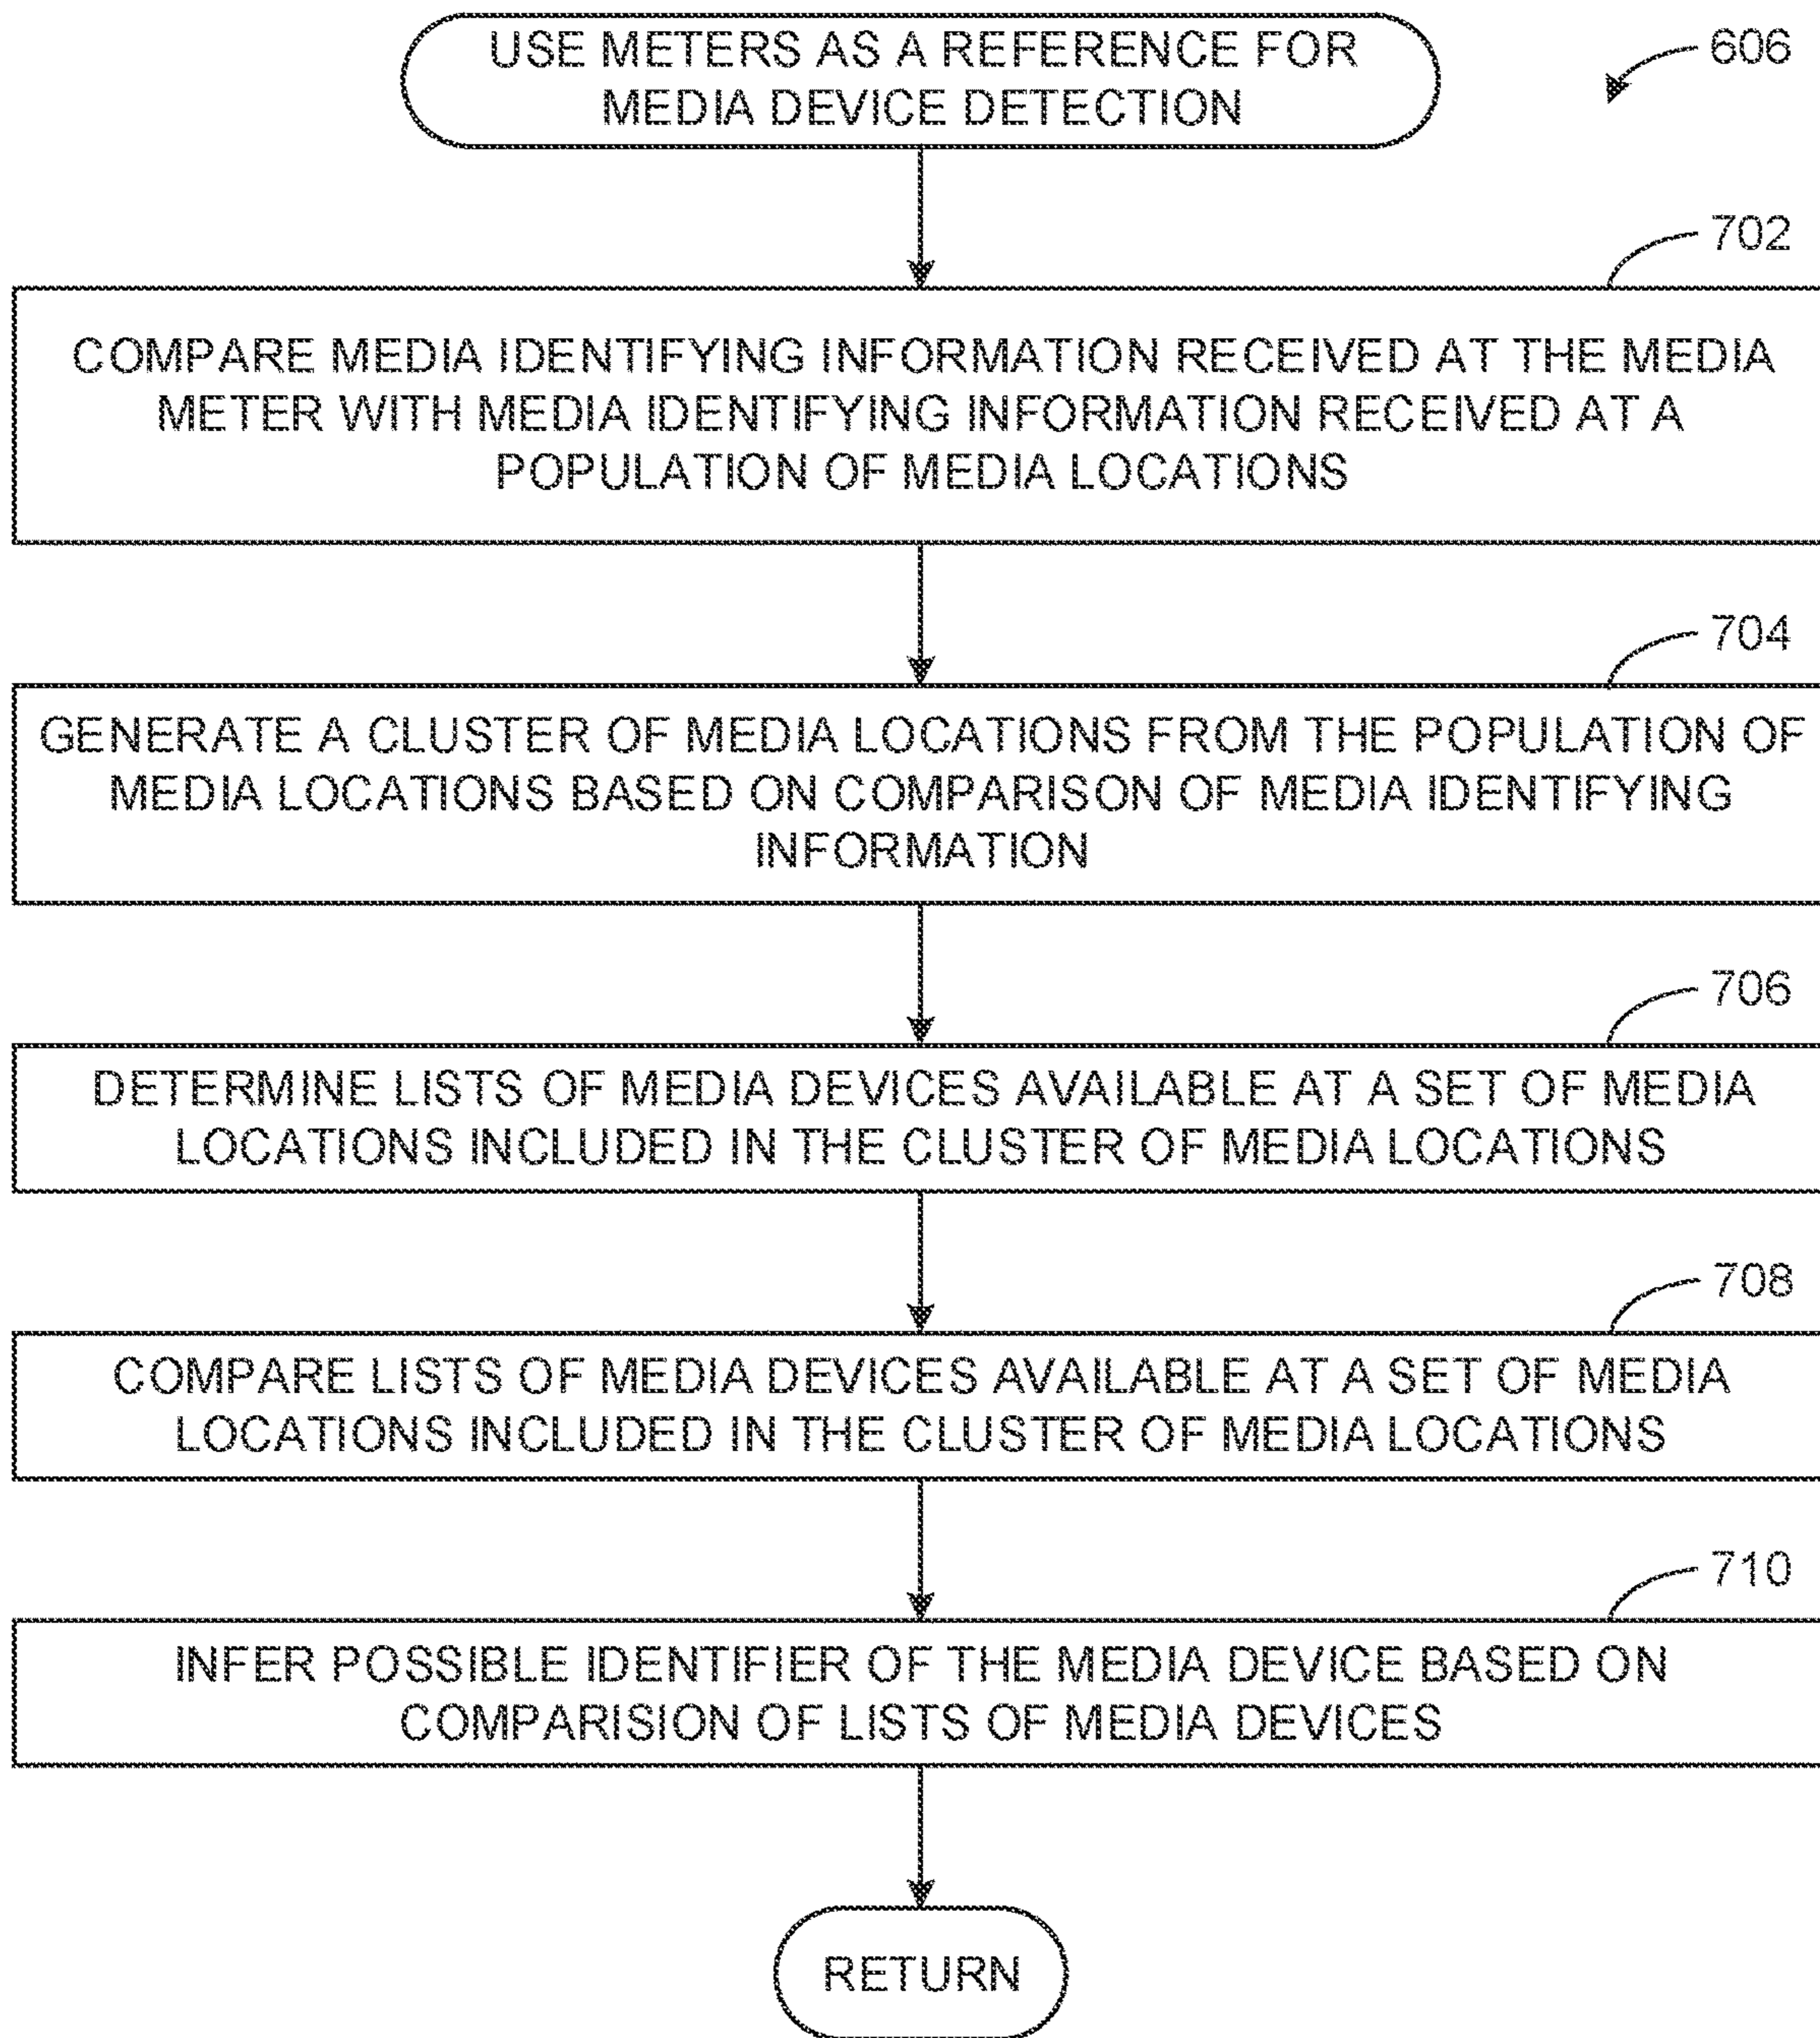 USE METERS AS A REFERENCE FOR
MEDIA DEVICE DETECTION
606
702
COMPARE MEDIA IDENTIFYING INFORMATION RECEIVED AT THE MEDIA
METER WITH MEDIA IDENTIFYING INFORMATION RECEIVED AT A
POPULATION OF MEDIA LOCATIONS
704
GENERATE A CLUSTER OF MEDIA LOCATIONS FROM THE POPULATION OF
MEDIA LOCATIONS BASED ON COMPARISON OF MEDIA IDENTIFYING
INFORMATION
706
DETERMINE LISTS OF MEDIA DEVICES AVAILABLE AT A SET OF MEDIA
LOCATIONS INCLUDED IN THE CLUSTER OF MEDIA LOCATIONS
708
COMPARE LISTS OF MEDIA DEVICES AVAILABLE AT A SET OF MEDIA
LOCATIONS INCLUDED IN THE CLUSTER OF MEDIA LOCATIONS
710
INFER POSSIBLE IDENTIFIER OF THE MEDIA DEVICE BASED ON
COMPARISION OF LISTS OF MEDIA DEVICES
RETURN